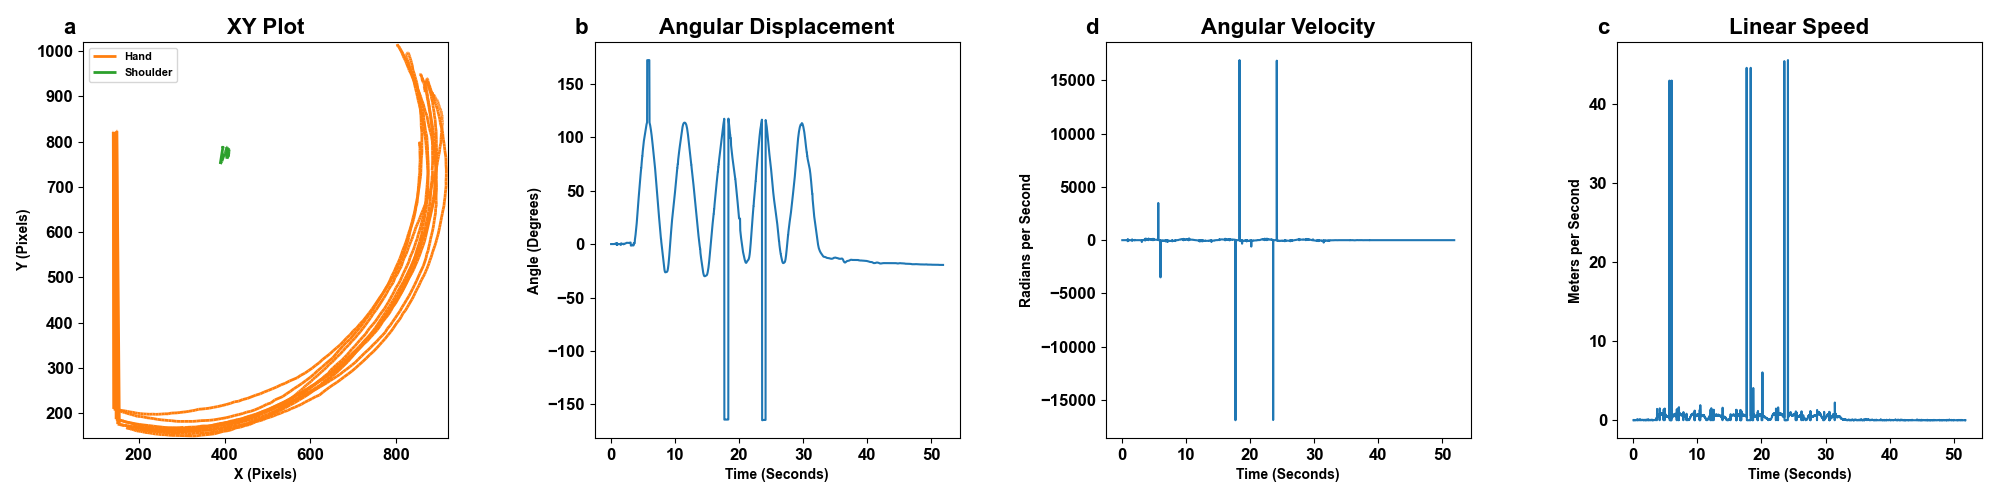 a XY Plot
Hand
Shoulder
1000
900
800
700
600
500
400
300
200
Y (Pixels)
200 400 600 800
X (Pixels)
b Angular Displacement
150
100
50
0
−50
−100
−150
Angle (Degrees)
0 10 20 30 40 50
Time (Seconds)
d Angular Velocity
15000
10000
5000
0
−5000
−10000
−15000
Radians per Second
0 10 20 30 40 50
Time (Seconds)
c Linear Speed
40
30
20
10
0
Meters per Second
0 10 20 30 40 50
Time (Seconds)